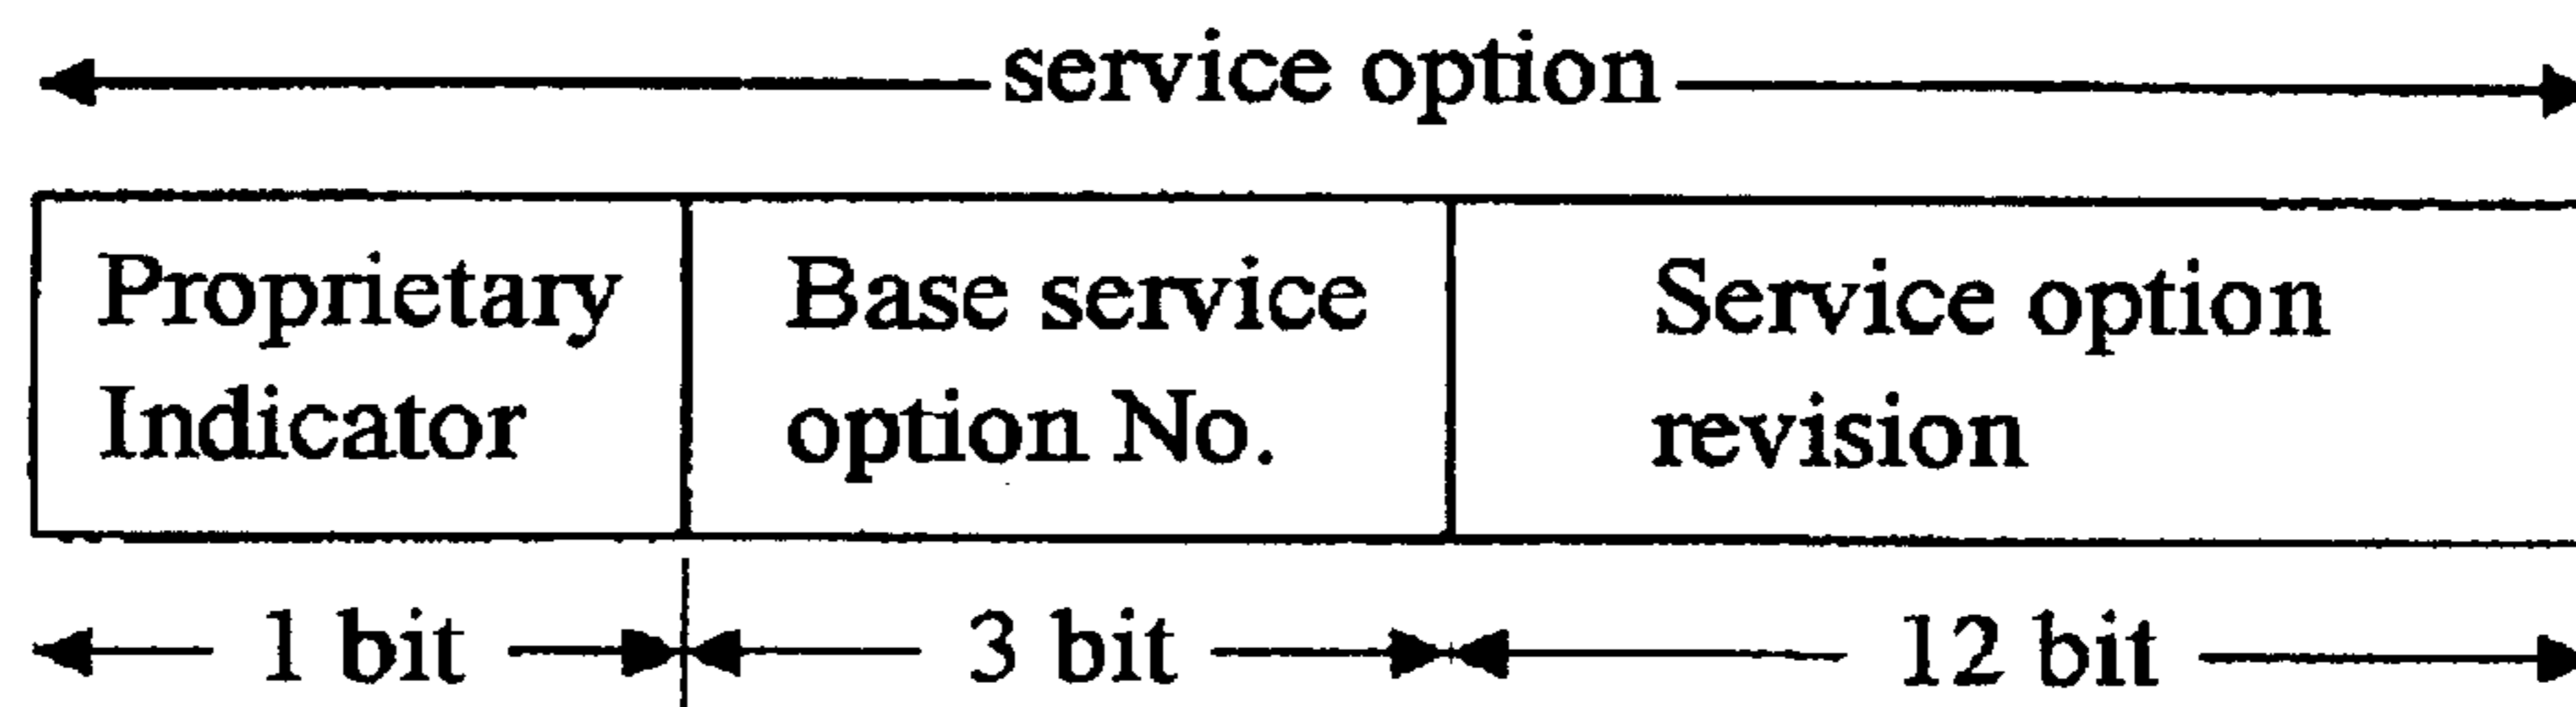 service option
Proprietary
Indicator
Base service
option No.
Service option
revision
1 bit
3 bit
12 bit